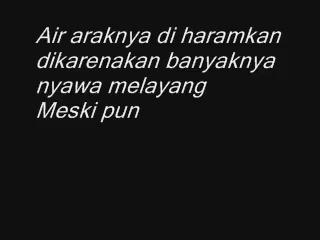 Air araknya di haramkan
dikarenakan banyaknya
nyawa melayang
Meski pun